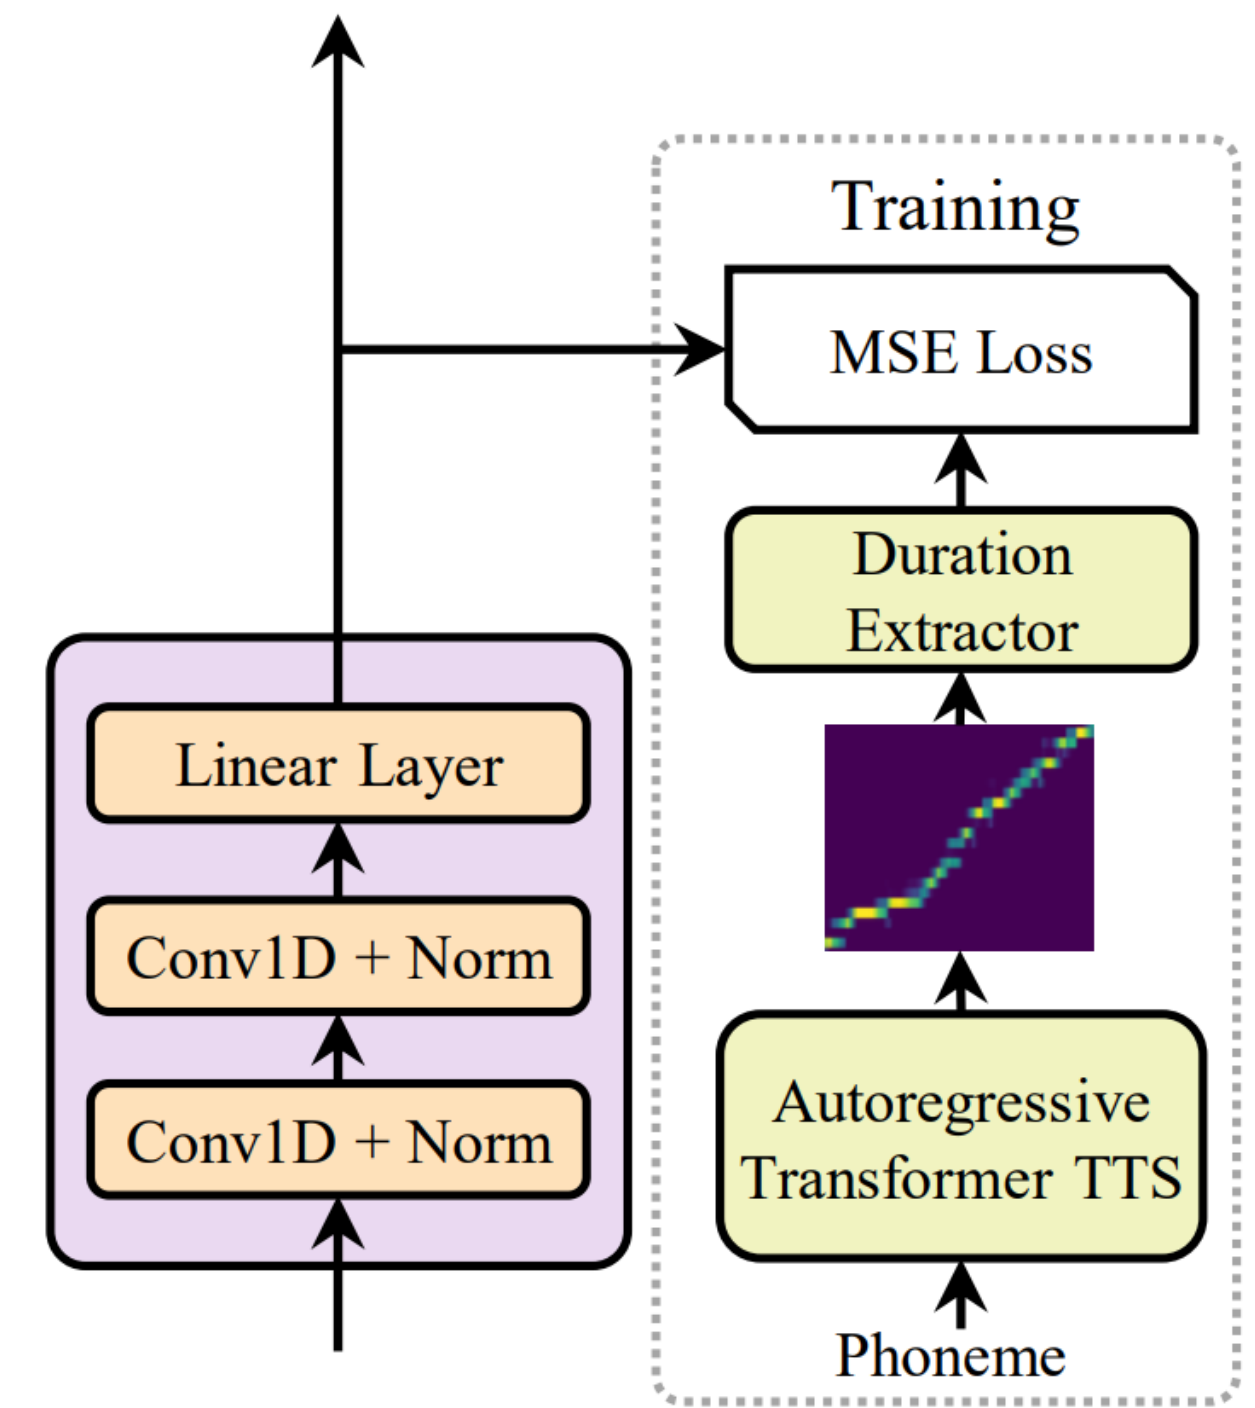 Training
MSE Loss
Duration
Extractor
Linear Layer
Conv1D + Norm
Conv1D + Norm
Autoregressive
Transformer TTS
Phoneme